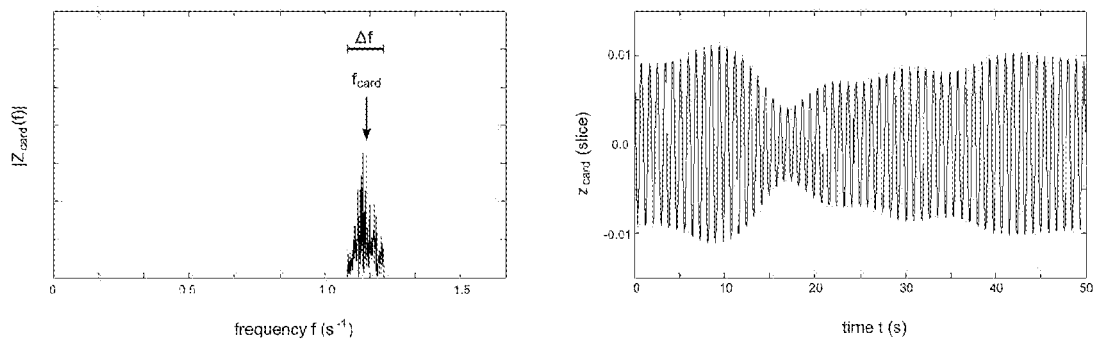 Δf
f_card
|Z_card(f)|
0
0.5
1.0
1.5
frequency f (s⁻¹)
0.01
0.0
-0.01
z_card (slice)
0
10
20
30
40
50
time t (s)